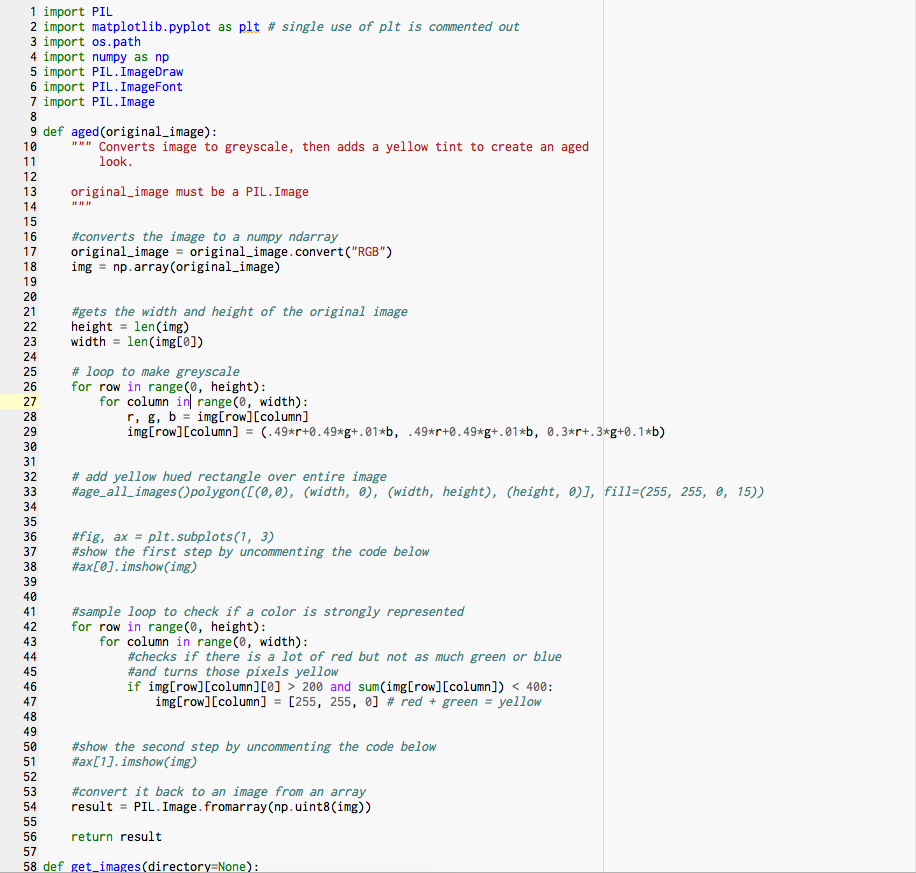 1 import PIL
2 import matplotlib.pyplot as plt # single use of plt is commented out
3 import os.path
4 import numpy as np
5 import PIL.ImageDraw
6 import PIL.ImageFont
7 import PIL.Image
8
9 def aged(original_image):
10     """ Converts image to greyscale, then adds a yellow tint to create an aged
11         look.
12
13     original_image must be a PIL.Image
14     """
15
16     #converts the image to a numpy ndarray
17     original_image = original_image.convert("RGB")
18     img = np.array(original_image)
19
20
21     #gets the width and height of the original image
22     height = len(img)
23     width = len(img[0])
24
25     # loop to make greyscale
26     for row in range(0, height):
27         for column in range(0, width):
28             r, g, b = img[row][column]
29             img[row][column] = (.49*r+0.49*g+.01*b, .49*r+0.49*g+.01*b, 0.3*r+.3*g+0.1*b)
30
31
32     # add yellow hued rectangle over entire image
33     #age_all_images()polygon([(0,0), (width, 0), (width, height), (height, 0)], fill=(255, 255, 0, 15))
34
35
36     #fig, ax = plt.subplots(1, 3)
37     #show the first step by uncommenting the code below
38     #ax[0].imshow(img)
39
40
41     #sample loop to check if a color is strongly represented
42     for row in range(0, height):
43         for column in range(0, width):
44             #checks if there is a lot of red but not as much green or blue
45             #and turns those pixels yellow
46             if img[row][column][0] > 200 and sum(img[row][column]) < 400:
47                 img[row][column] = [255, 255, 0] # red + green = yellow
48
49
50     #show the second step by uncommenting the code below
51     #ax[1].imshow(img)
52
53     #convert it back to an image from an array
54     result = PIL.Image.fromarray(np.uint8(img))
55
56     return result
57
58 def get_images(directory=None):